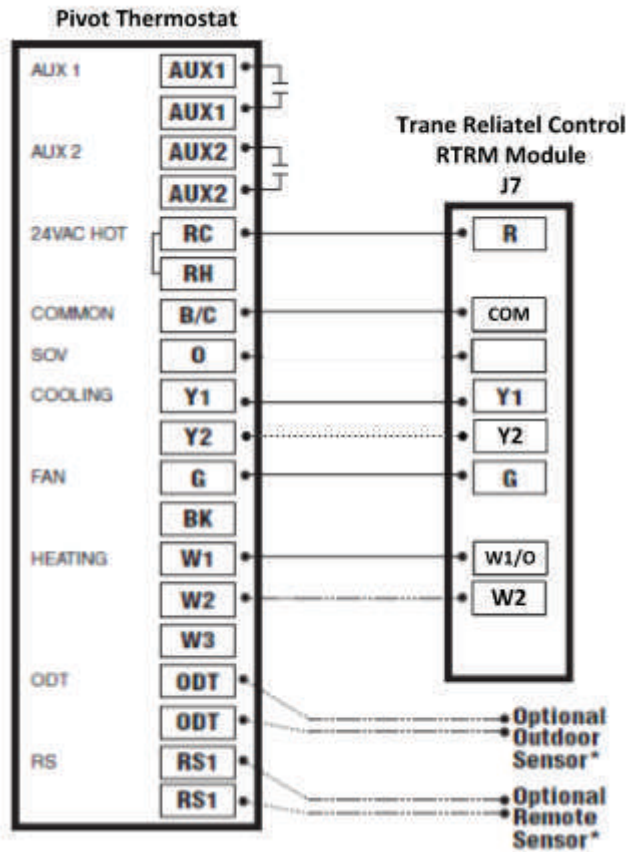 Pivot Thermostat
AUX 1
AUX1
AUX1
AUX 2
AUX2
AUX2
24VAC HOT
RC
RH
COMMON
B/C
SOV
O
COOLING
Y1
Y2
FAN
G
BK
HEATING
W1
W2
W3
ODT
ODT
ODT
RS
RS1
RS1
Trane Reliatel Control
RTRM Module
J7
R
COM
Y1
Y2
G
W1/O
W2
Optional
Outdoor
Sensor*
Optional
Remote
Sensor*